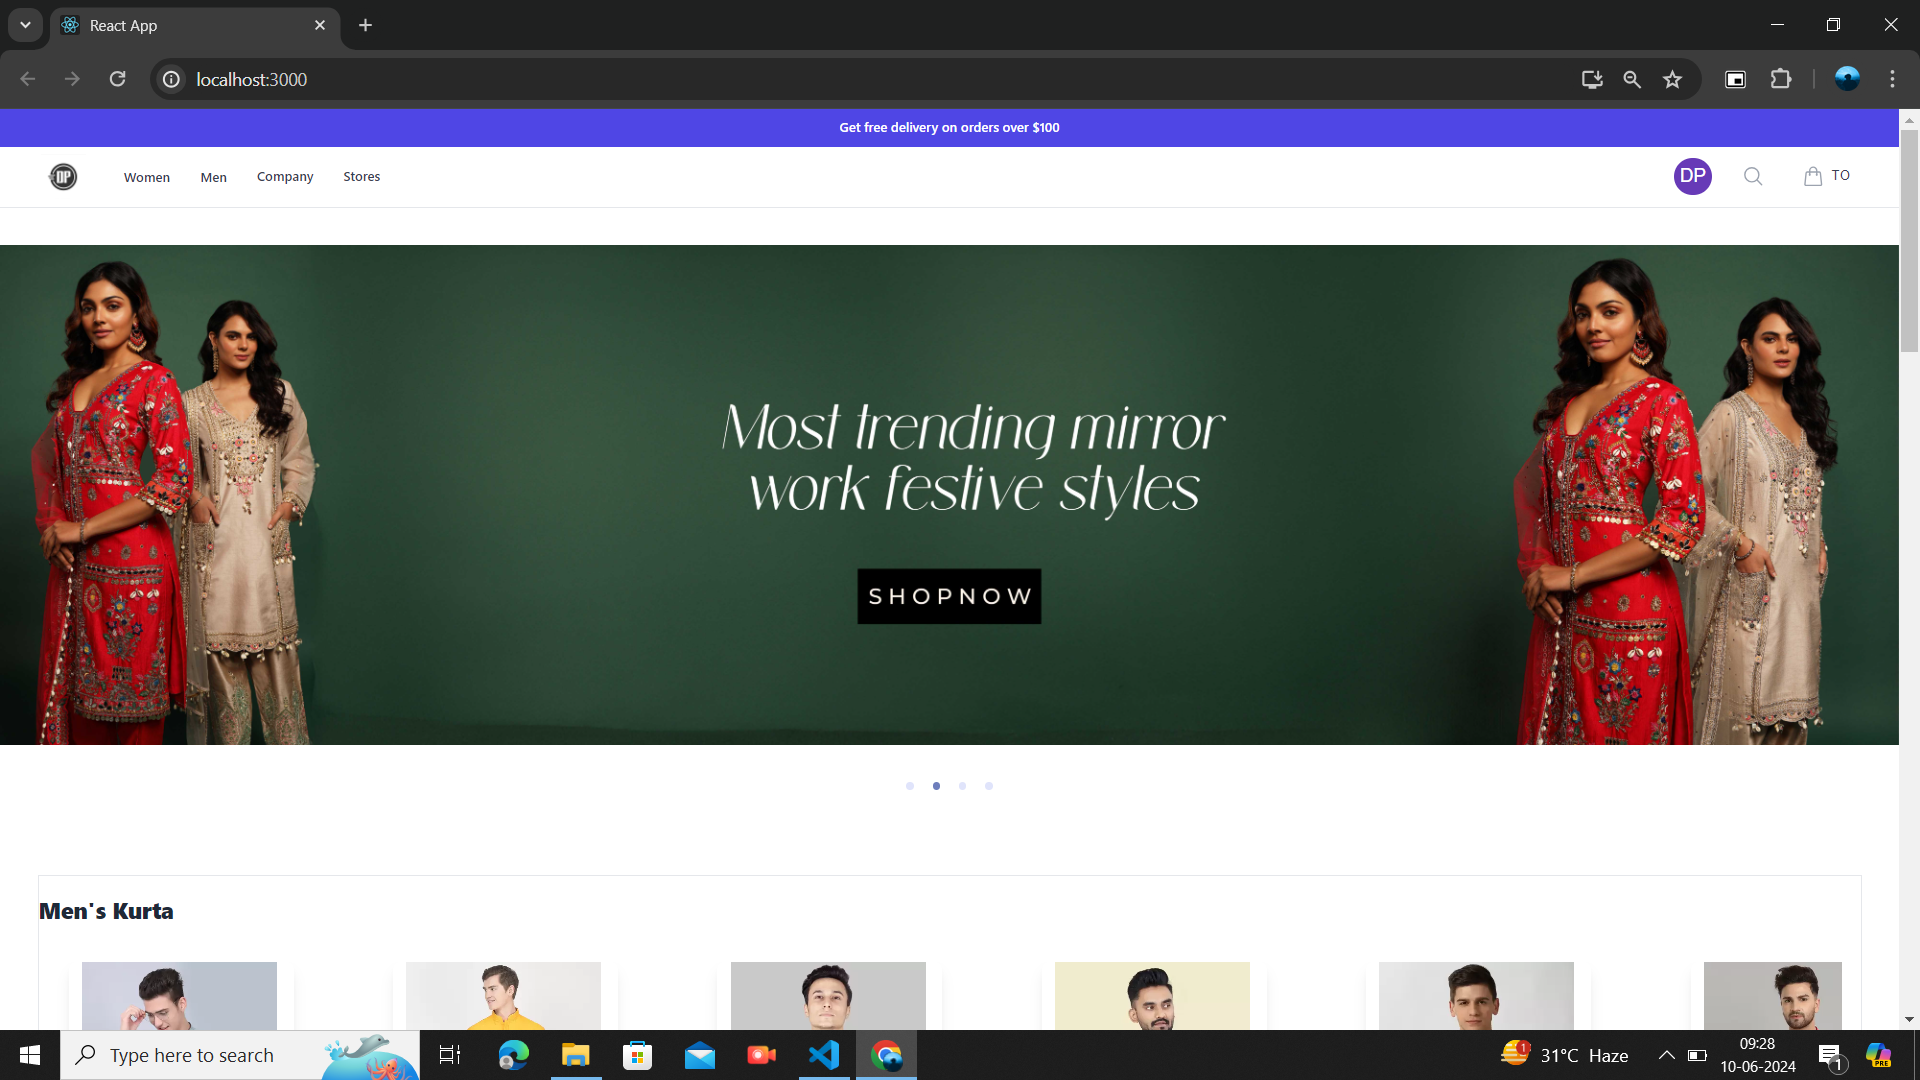 React App
localhost:3000
Get free delivery on orders over $100
DP
Women
Men
Company
Stores
DP
TO
Most trending mirror
work festive styles
SHOPNOW
Men's Kurta
Type here to search
1
31°C Haze
09:28
10-06-2024
1
PRE